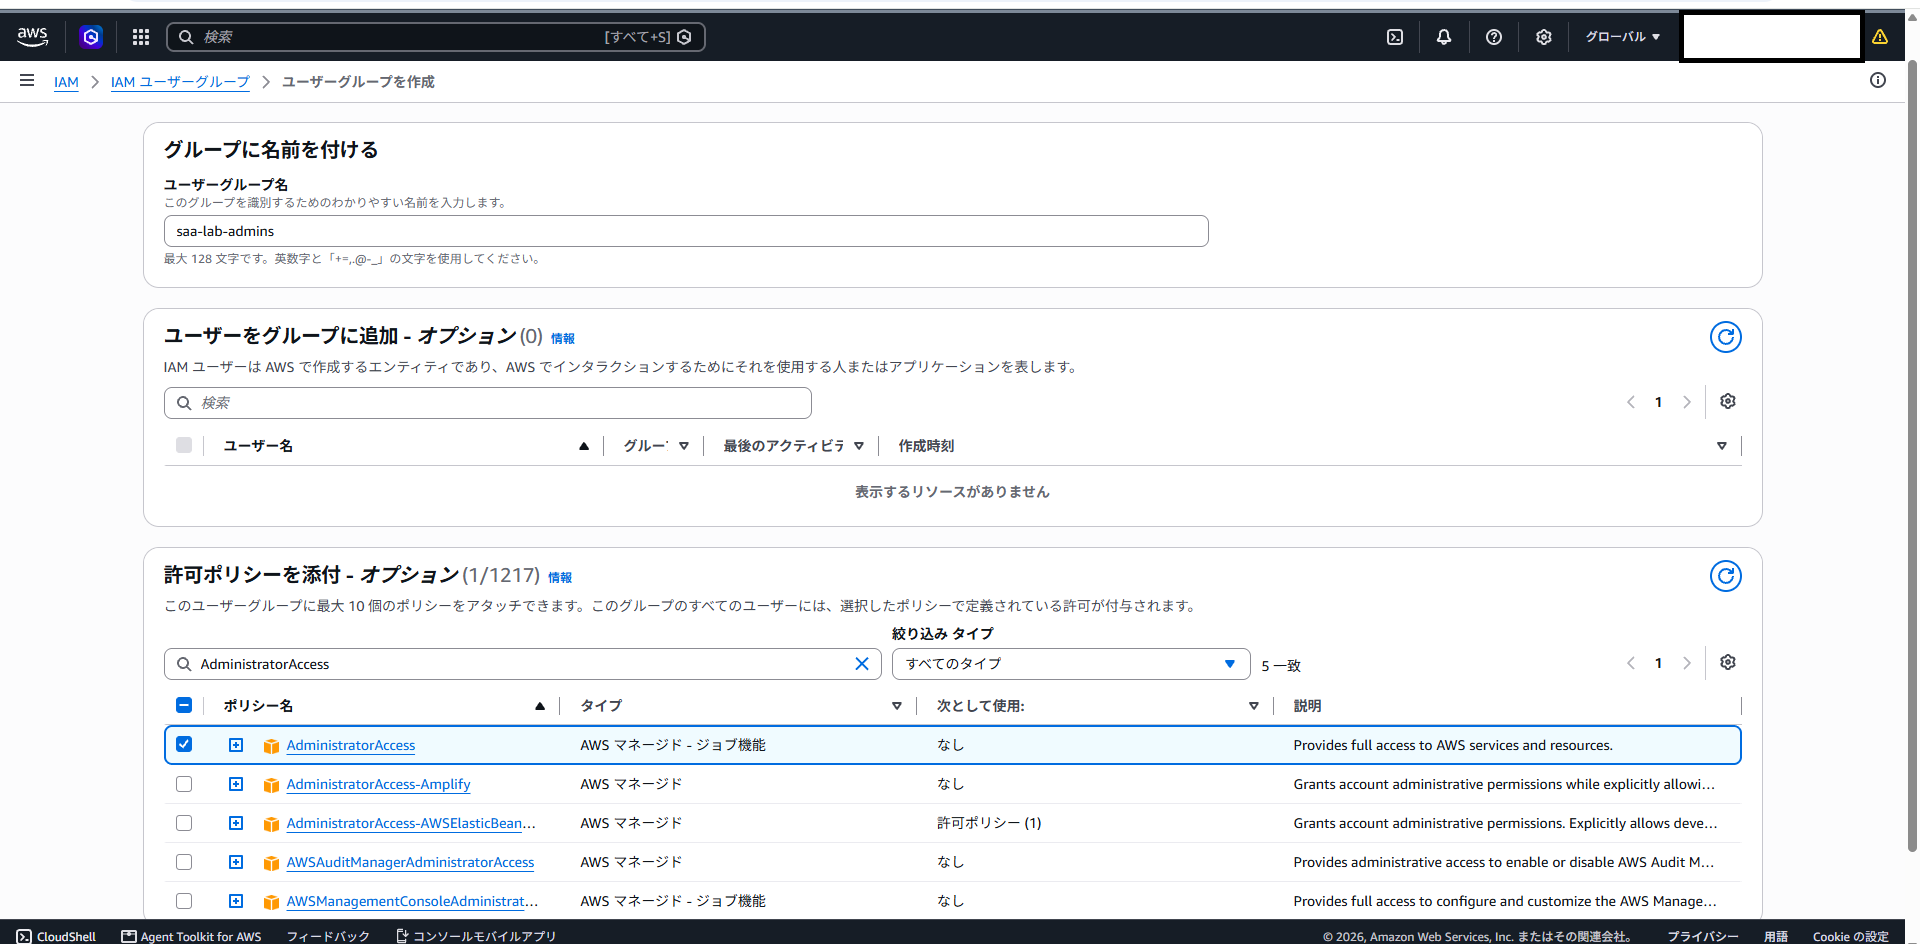 aws
検索 [すべて+S]
グローバル
IAM IAM ユーザーグループ ユーザーグループを作成
グループに名前を付ける
ユーザーグループ名
このグループを識別するためのわかりやすい名前を入力します。
saa-lab-admins
最大 128 文字です。英数字と「+=,.@-_」の文字を使用してください。
ユーザーをグループに追加 - オプション (0) 情報
IAM ユーザーは AWS で作成するエンティティであり、AWS でインタラクションするためにそれを使用する人またはアプリケーションを表します。
検索
1
ユーザー名 グルー 最後のアクティビテ 作成時刻
表示するリソースがありません
許可ポリシーを添付 - オプション (1/1217) 情報
このユーザーグループに最大 10 個のポリシーをアタッチできます。このグループのすべてのユーザーには、選択したポリシーで定義されている許可が付与されます。
絞り込み タイプ
AdministratorAccess すべてのタイプ 5 一致 1
ポリシー名 タイプ 次として使用: 説明
AdministratorAccess AWS マネージド - ジョブ機能 なし Provides full access to AWS services and resources.
AdministratorAccess-Amplify AWS マネージド なし Grants account administrative permissions while explicitly allowi...
AdministratorAccess-AWSElasticBean... AWS マネージド 許可ポリシー (1) Grants account administrative permissions. Explicitly allows deve...
AWSAuditManagerAdministratorAccess AWS マネージド なし Provides administrative access to enable or disable AWS Audit M...
AWSManagementConsoleAdministrat... AWS マネージド - ジョブ機能 なし Provides full access to configure and customize the AWS Manage...
CloudShell Agent Toolkit for AWS フィードバック コンソールモバイルアプリ © 2026, Amazon Web Services, Inc. またはその関連会社。 プライバシー 用語 Cookie の設定